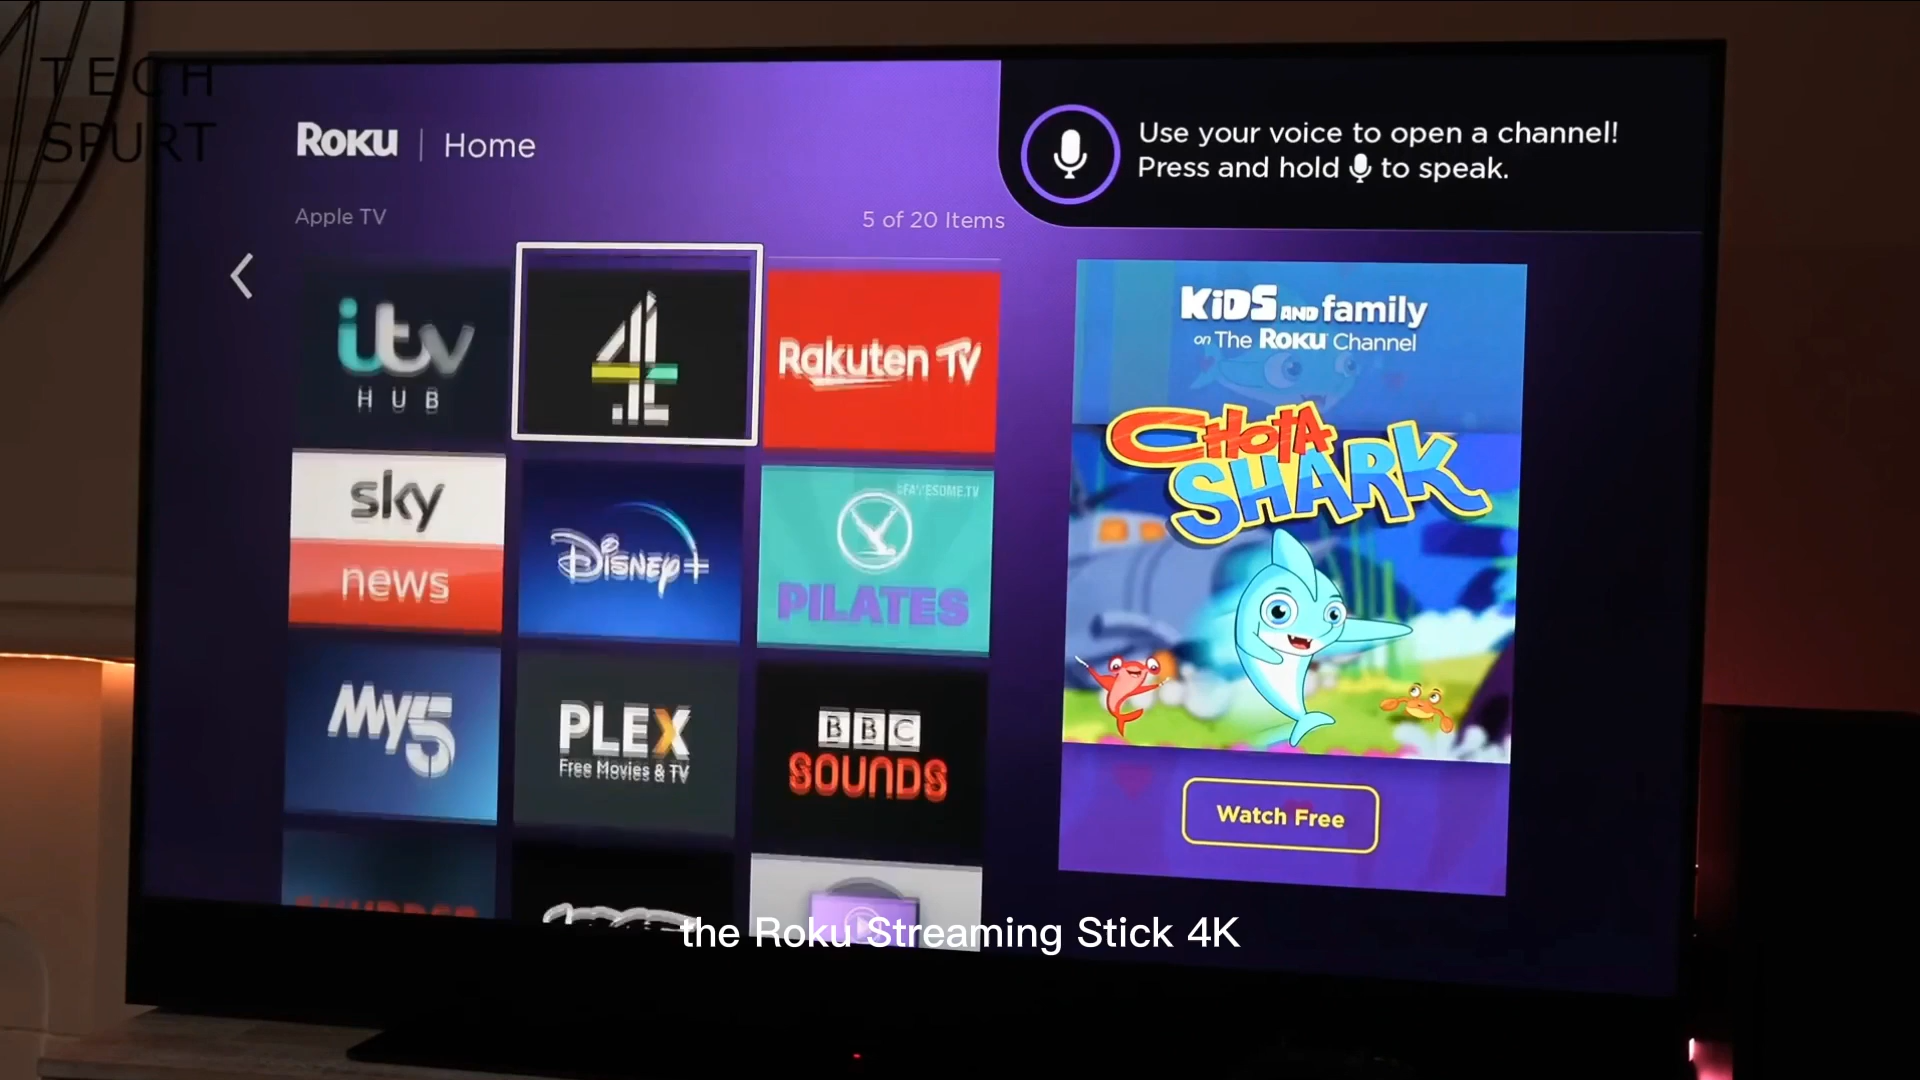 TECH
SPURT
ROKU | Home
Use your voice to open a channel!
Press and hold to speak.
Apple TV
5 of 20 Items
itv
HUB
4
Rakuten TV
KiDS AND family
on The ROKU Channel
CHOTA
SHARK
sky
news
Disney+
PILATES
My5
PLEX
Free Movies & TV
BBC
SOUNDS
Watch Free
the Roku Streaming Stick 4K